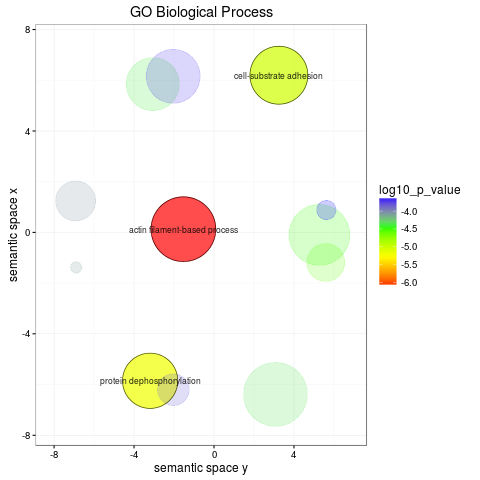 GO Biological Process
8
4
0
-4
-8
semantic space x
cell-substrate adhesion
actin filament-based process
protein dephosphorylation
-8
-4
0
4
semantic space y
log10_p_value
-4.0
-4.5
-5.0
-5.5
-6.0